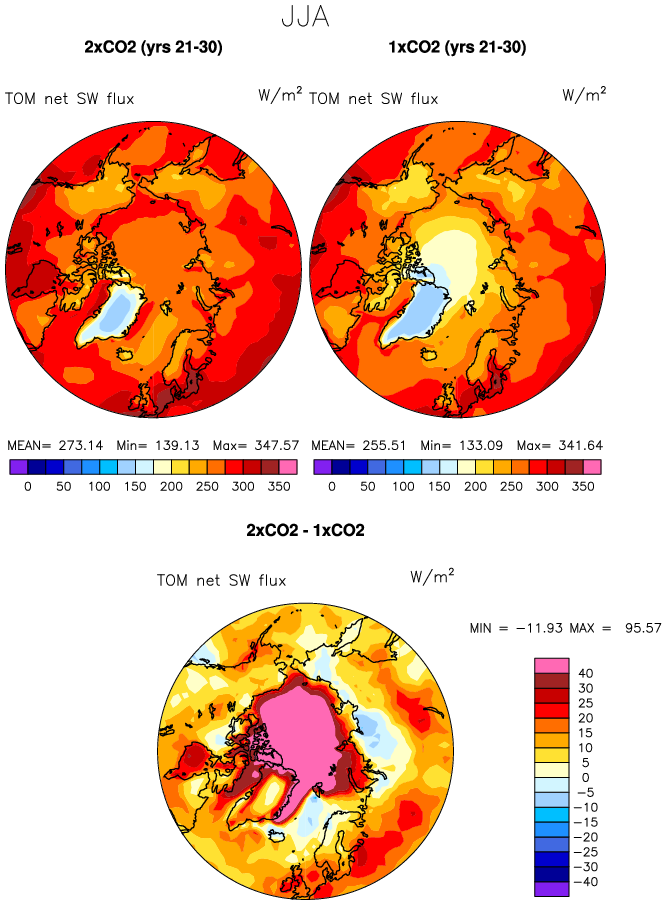 JJA
2xCO2 (yrs 21-30) 1xCO2 (yrs 21-30)
TOM net SW flux W/m² TOM net SW flux W/m²
MEAN= 273.14 Min= 139.13 Max= 347.57 MEAN= 255.51 Min= 133.09 Max= 341.64
0 50 100 150 200 250 300 350 0 50 100 150 200 250 300 350
2xCO2 - 1xCO2
TOM net SW flux W/m²
MIN = −11.93 MAX = 95.57
40
30
25
20
15
10
5
0
−5
−10
−15
−20
−25
−30
−40